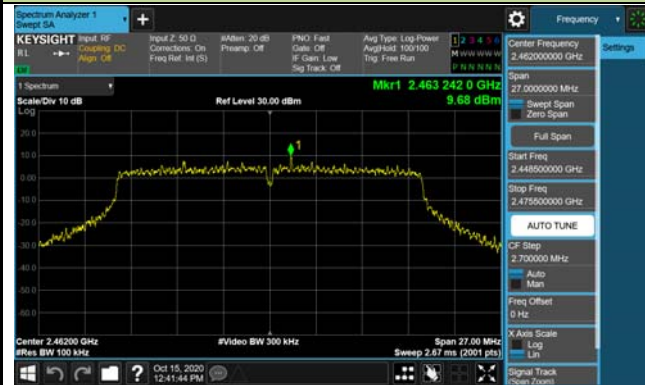 Spectrum Analyzer 1
Swept SA
Frequency
KEYSIGHT
Input: RF
Input Z: 50 Ω
#Atten: 20 dB
PNO: Fast
Avg Type: Log-Power
1 2 3 4 5 6
RL
Coupling: DC
Corrections: On
Preamp: Off
Gate: Off
Avg|Hold: 100/100
M W W W W W
Align: Off
Freq Ref: Int (S)
IF Gain: Low
Trig: Free Run
Sig Track: Off
P N N N N N
1 Spectrum
Mkr1 2.463 242 0 GHz
Scale/Div 10 dB
Ref Level 30.00 dBm
9.68 dBm
Log
20.0
10.0
0.00
-10.0
-20.0
-30.0
-40.0
-50.0
-60.0
1
Center 2.46200 GHz
#Video BW 300 kHz
Span 27.00 MHz
#Res BW 100 kHz
Sweep 2.67 ms (2001 pts)
Oct 15, 2020
12:41:44 PM
Center Frequency
2.462000000 GHz
Settings
Span
27.0000000 MHz
Swept Span
Zero Span
Full Span
Start Freq
2.448500000 GHz
Stop Freq
2.475500000 GHz
AUTO TUNE
CF Step
2.700000 MHz
Auto
Man
Freq Offset
0 Hz
X Axis Scale
Log
Lin
Signal Track
(Span Zoom)